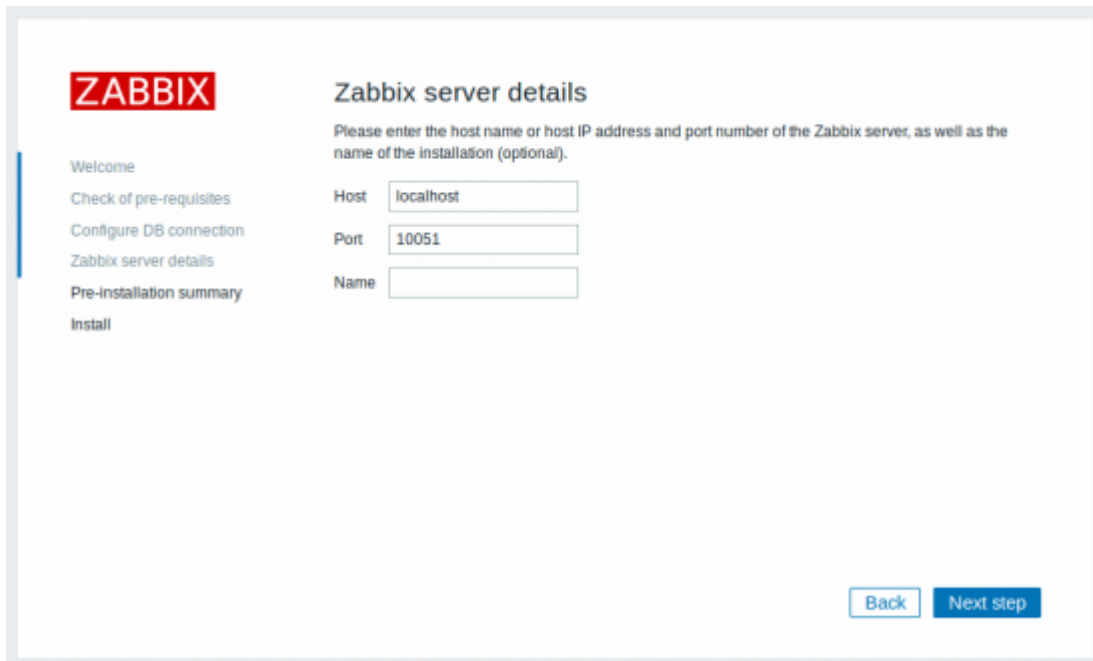 ZABBIX
Welcome
Check of pre-requisites
Configure DB connection
Zabbix server details
Pre-installation summary
Install
Zabbix server details
Please enter the host name or host IP address and port number of the Zabbix server, as well as the
name of the installation (optional).
Host localhost
Port 10051
Name
Back Next step